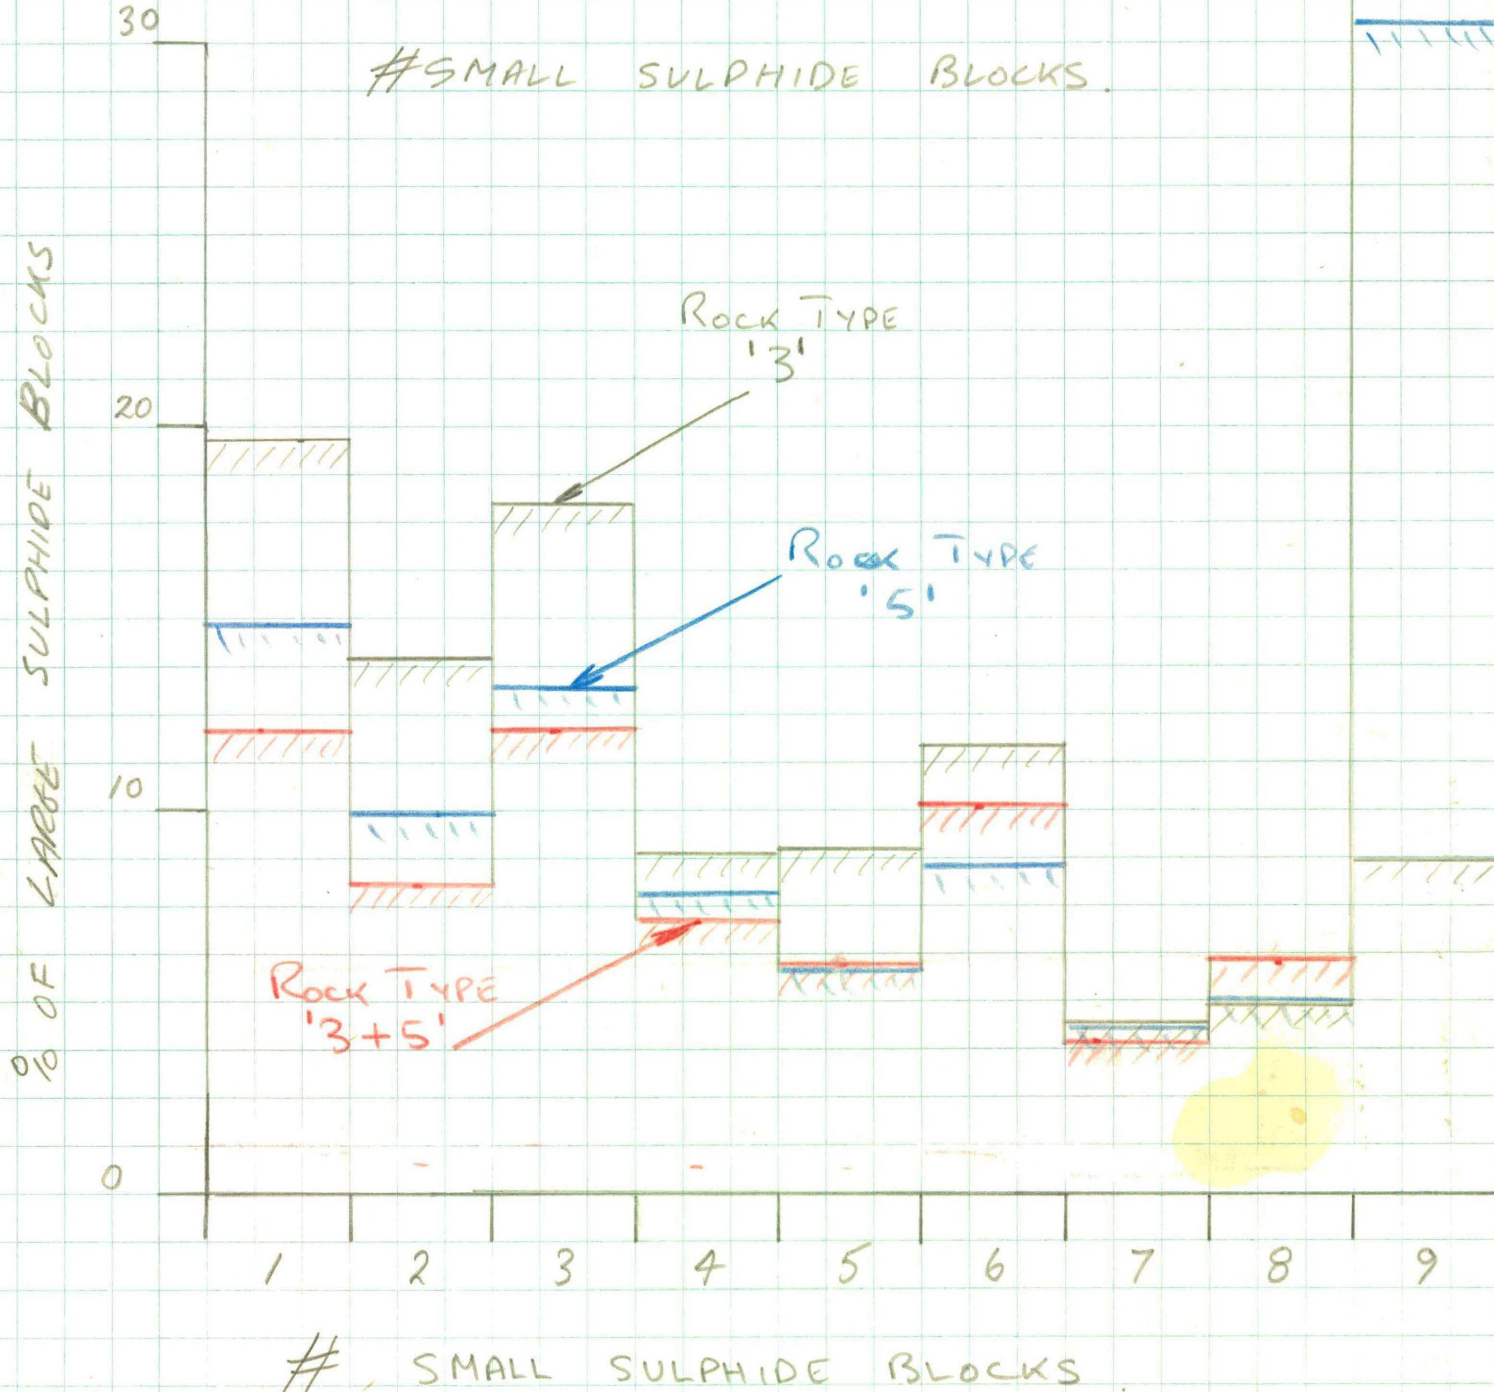 30
#SMALL SULPHIDE BLOCKS.
% OF LARGE SULPHIDE BLOCKS
ROCK TYPE
'3'
20
ROCK TYPE
'5'
10
ROCK TYPE
'3+5'
0
1 2 3 4 5 6 7 8 9
# SMALL SULPHIDE BLOCKS.